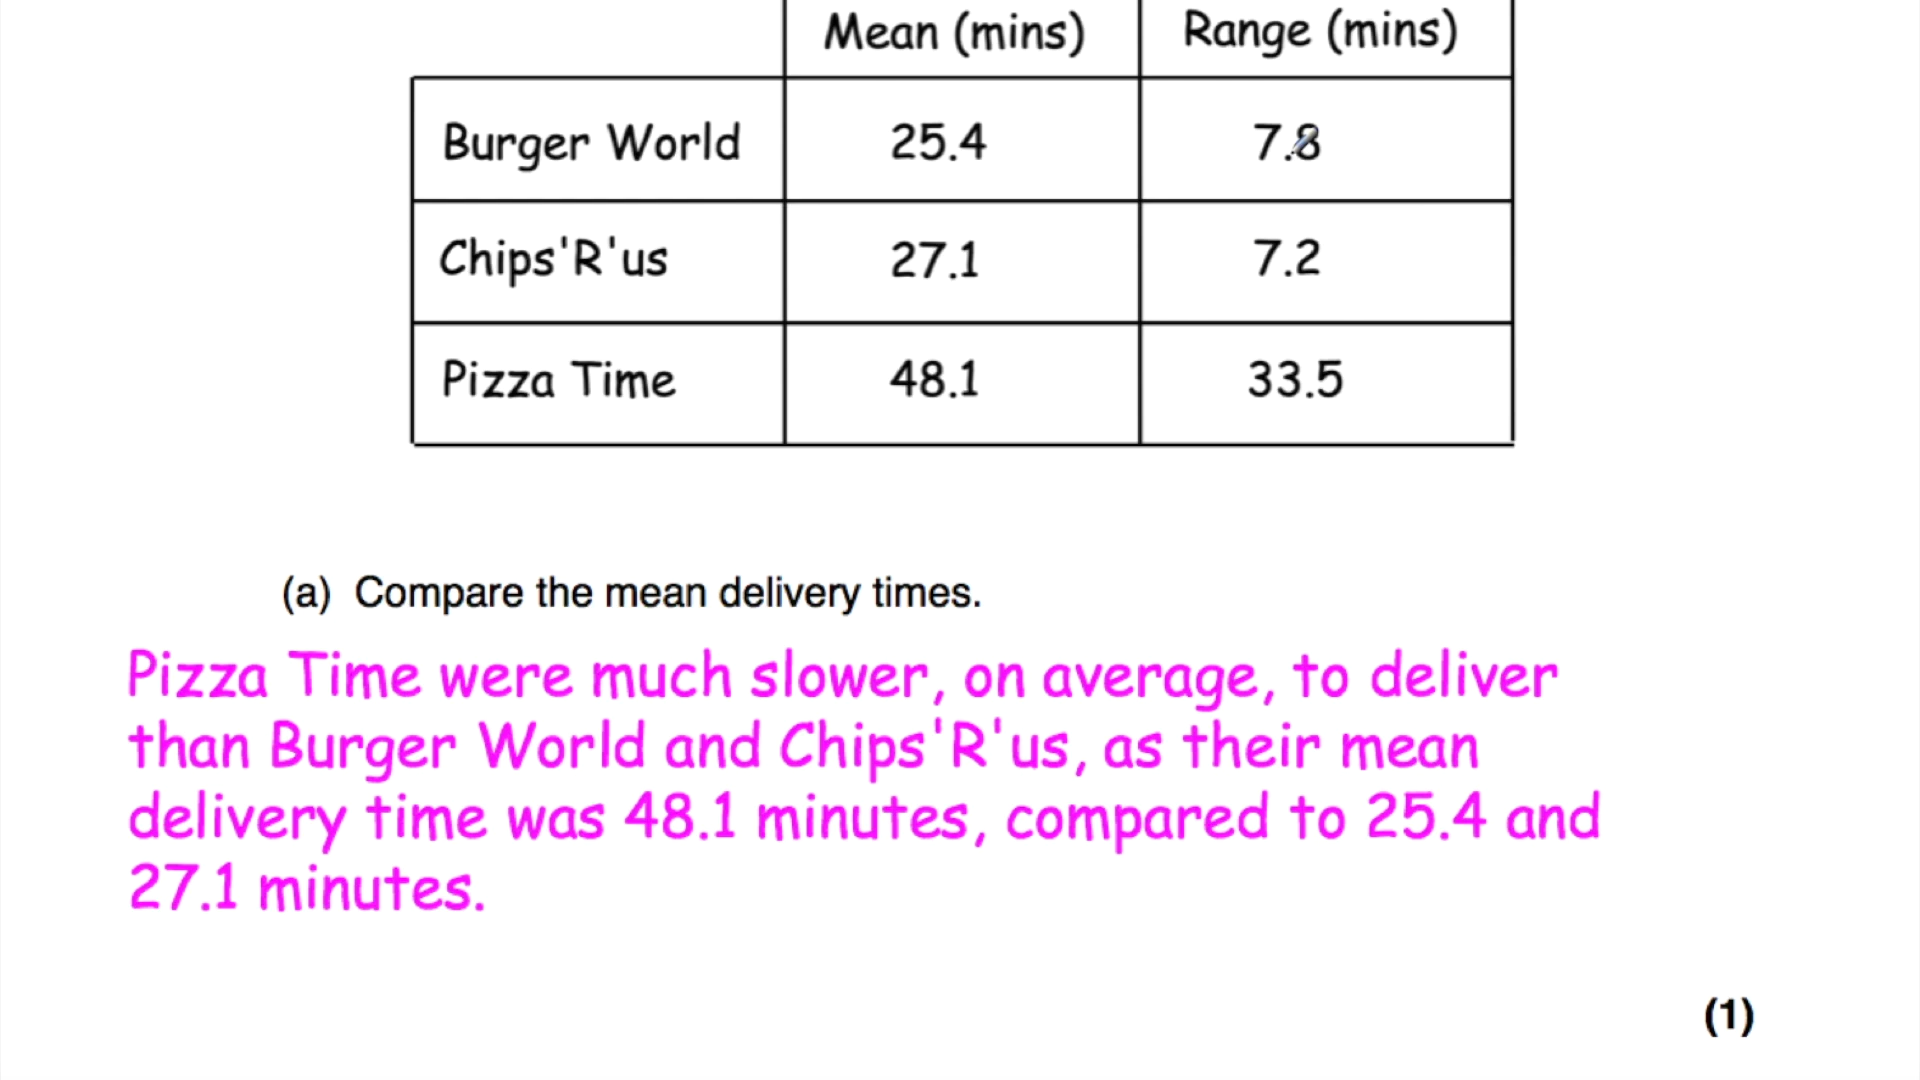 Mean (mins) Range (mins)
Burger World 25.4 7.8
Chips'R'us 27.1 7.2
Pizza Time 48.1 33.5
(a) Compare the mean delivery times.
Pizza Time were much slower, on average, to deliver
than Burger World and Chips'R'us, as their mean
delivery time was 48.1 minutes, compared to 25.4 and
27.1 minutes.
(1)